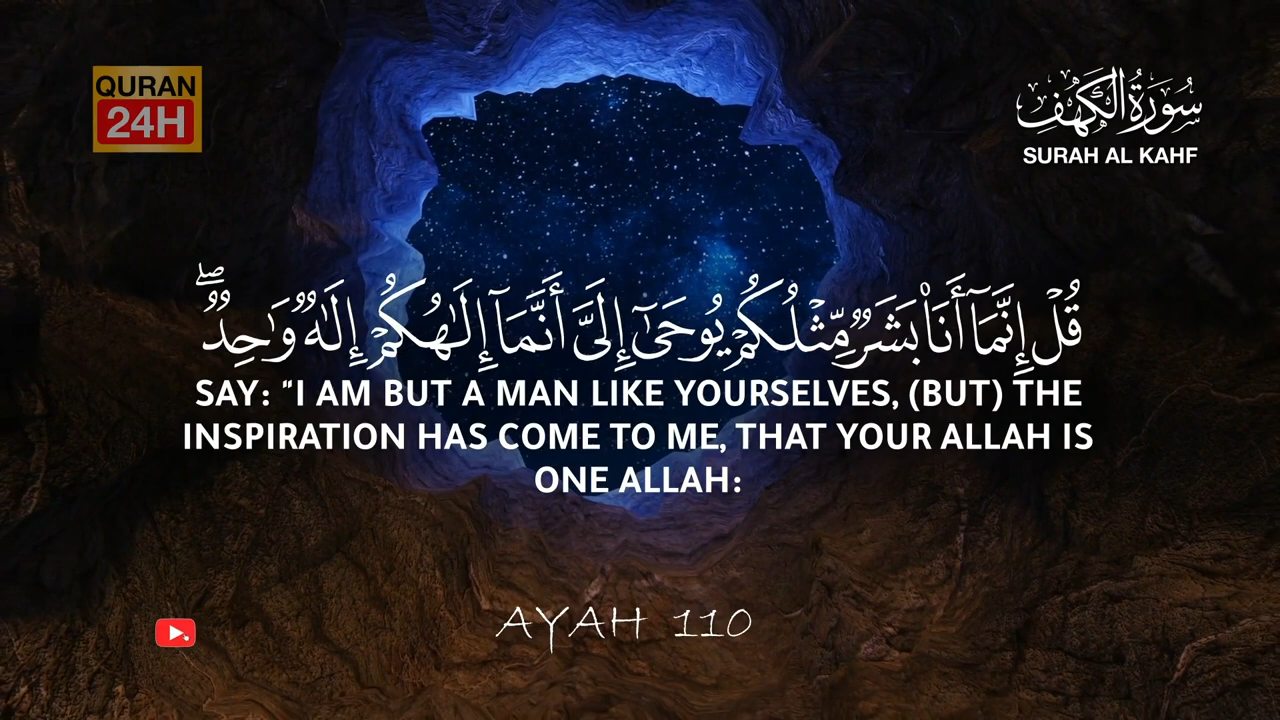 QURAN
24H
سُورَةُ الْكَهْفِ
SURAH AL KAHF
قُلْ إِنَّمَآ أَنَا۠ بَشَرٌۭ مِّثْلُكُمْ يُوحَىٰٓ إِلَىَّ أَنَّمَآ إِلَـٰهُكُمْ إِلَـٰهٌۭ وَٰحِدٌۭ ۖ
SAY: "I AM BUT A MAN LIKE YOURSELVES, (BUT) THE
INSPIRATION HAS COME TO ME, THAT YOUR ALLAH IS
ONE ALLAH:
AYAH 110